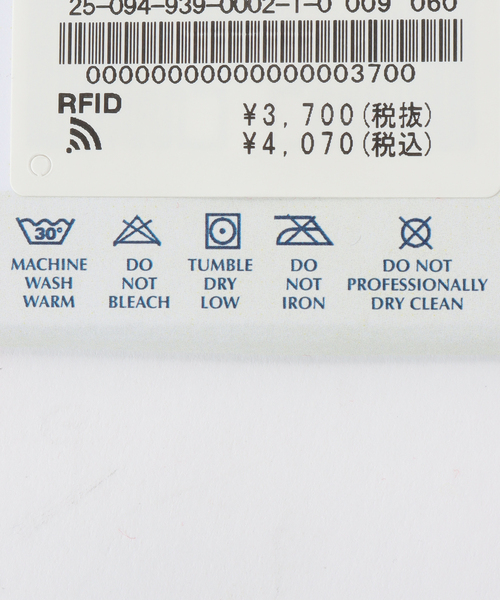 25-094-939-0002-1-0 009 060
00000000000000003700
RFID
¥3,700(税抜)
¥4,070(税込)
30°
MACHINE WASH WARM
DO NOT BLEACH
TUMBLE DRY LOW
DO NOT IRON
DO NOT PROFESSIONALLY DRY CLEAN